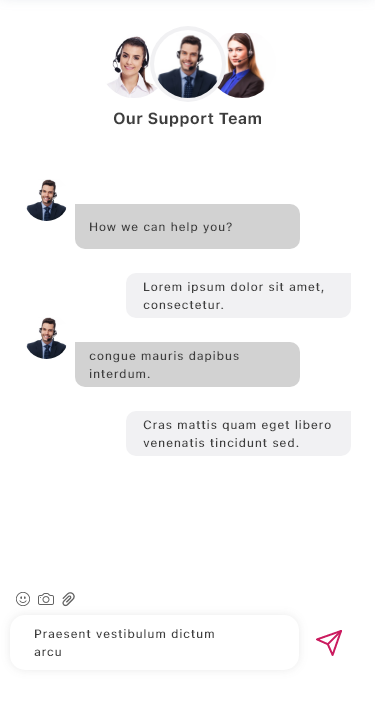 Our Support Team
How we can help you?
Lorem ipsum dolor sit amet,
consectetur.
congue mauris dapibus
interdum.
Cras mattis quam eget libero
venenatis tincidunt sed.
Praesent vestibulum dictum
arcu